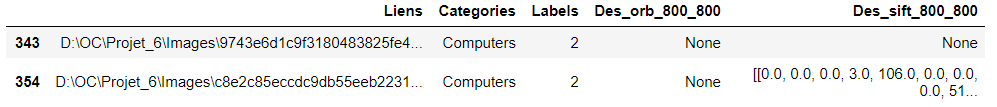 Liens Categories Labels Des_orb_800_800 Des_sift_800_800
343 D:\OC\Projet_6\Images\9743e6d1c9f3180483825fe4... Computers 2 None None
354 D:\OC\Projet_6\Images\c8e2c85eccdc9db55eeb2231... Computers 2 None [[0.0, 0.0, 0.0, 3.0, 106.0, 0.0, 0.0,
0.0, 51...